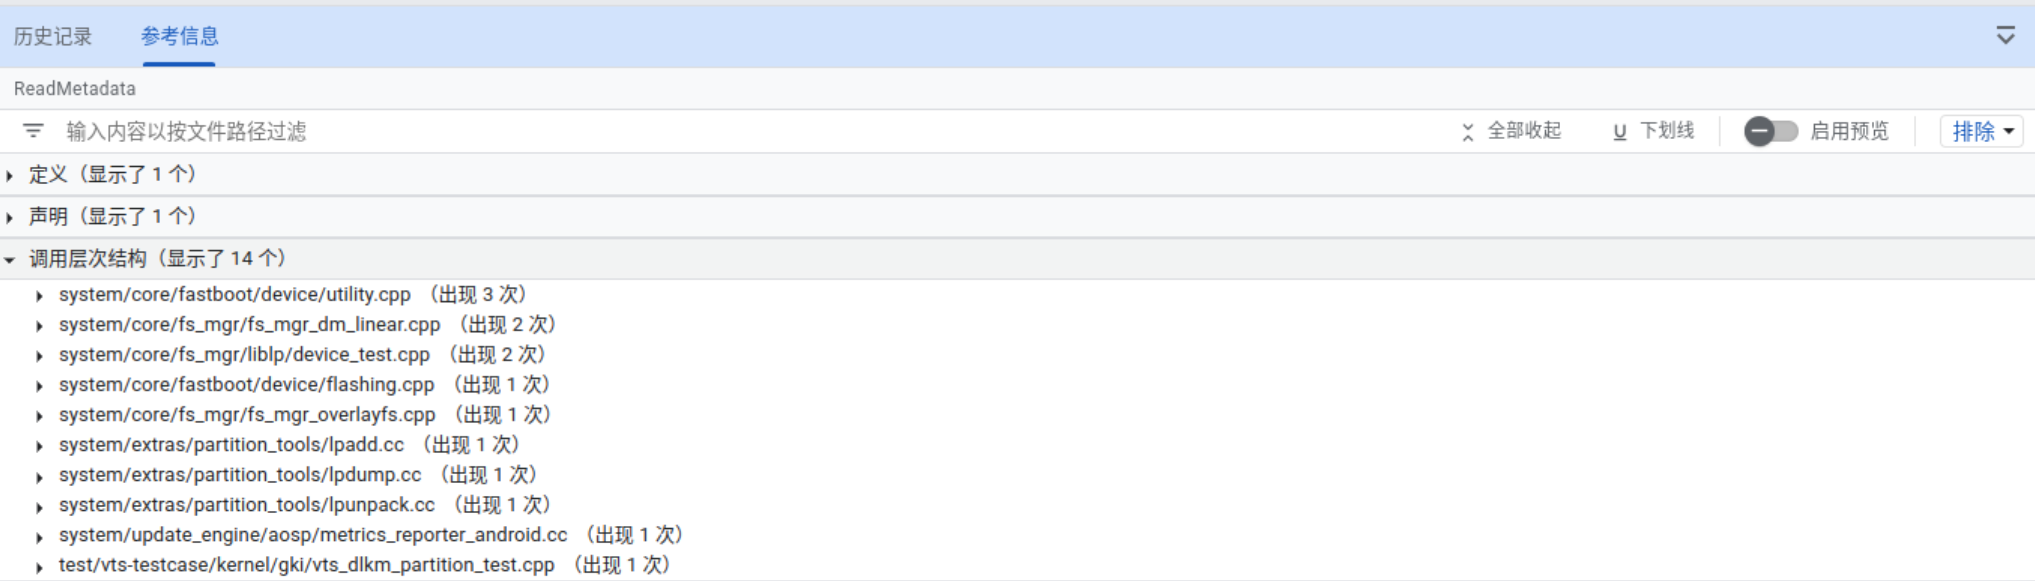 历史记录 参考信息
ReadMetadata
输入内容以按文件路径过滤 全部收起 下划线 启用预览 排除
定义（显示了 1 个）
声明（显示了 1 个）
调用层次结构（显示了 14 个）
system/core/fastboot/device/utility.cpp （出现 3 次）
system/core/fs_mgr/fs_mgr_dm_linear.cpp （出现 2 次）
system/core/fs_mgr/liblp/device_test.cpp （出现 2 次）
system/core/fastboot/device/flashing.cpp （出现 1 次）
system/core/fs_mgr/fs_mgr_overlayfs.cpp （出现 1 次）
system/extras/partition_tools/lpadd.cc （出现 1 次）
system/extras/partition_tools/lpdump.cc （出现 1 次）
system/extras/partition_tools/lpunpack.cc （出现 1 次）
system/update_engine/aosp/metrics_reporter_android.cc （出现 1 次）
test/vts-testcase/kernel/gki/vts_dlkm_partition_test.cpp （出现 1 次）